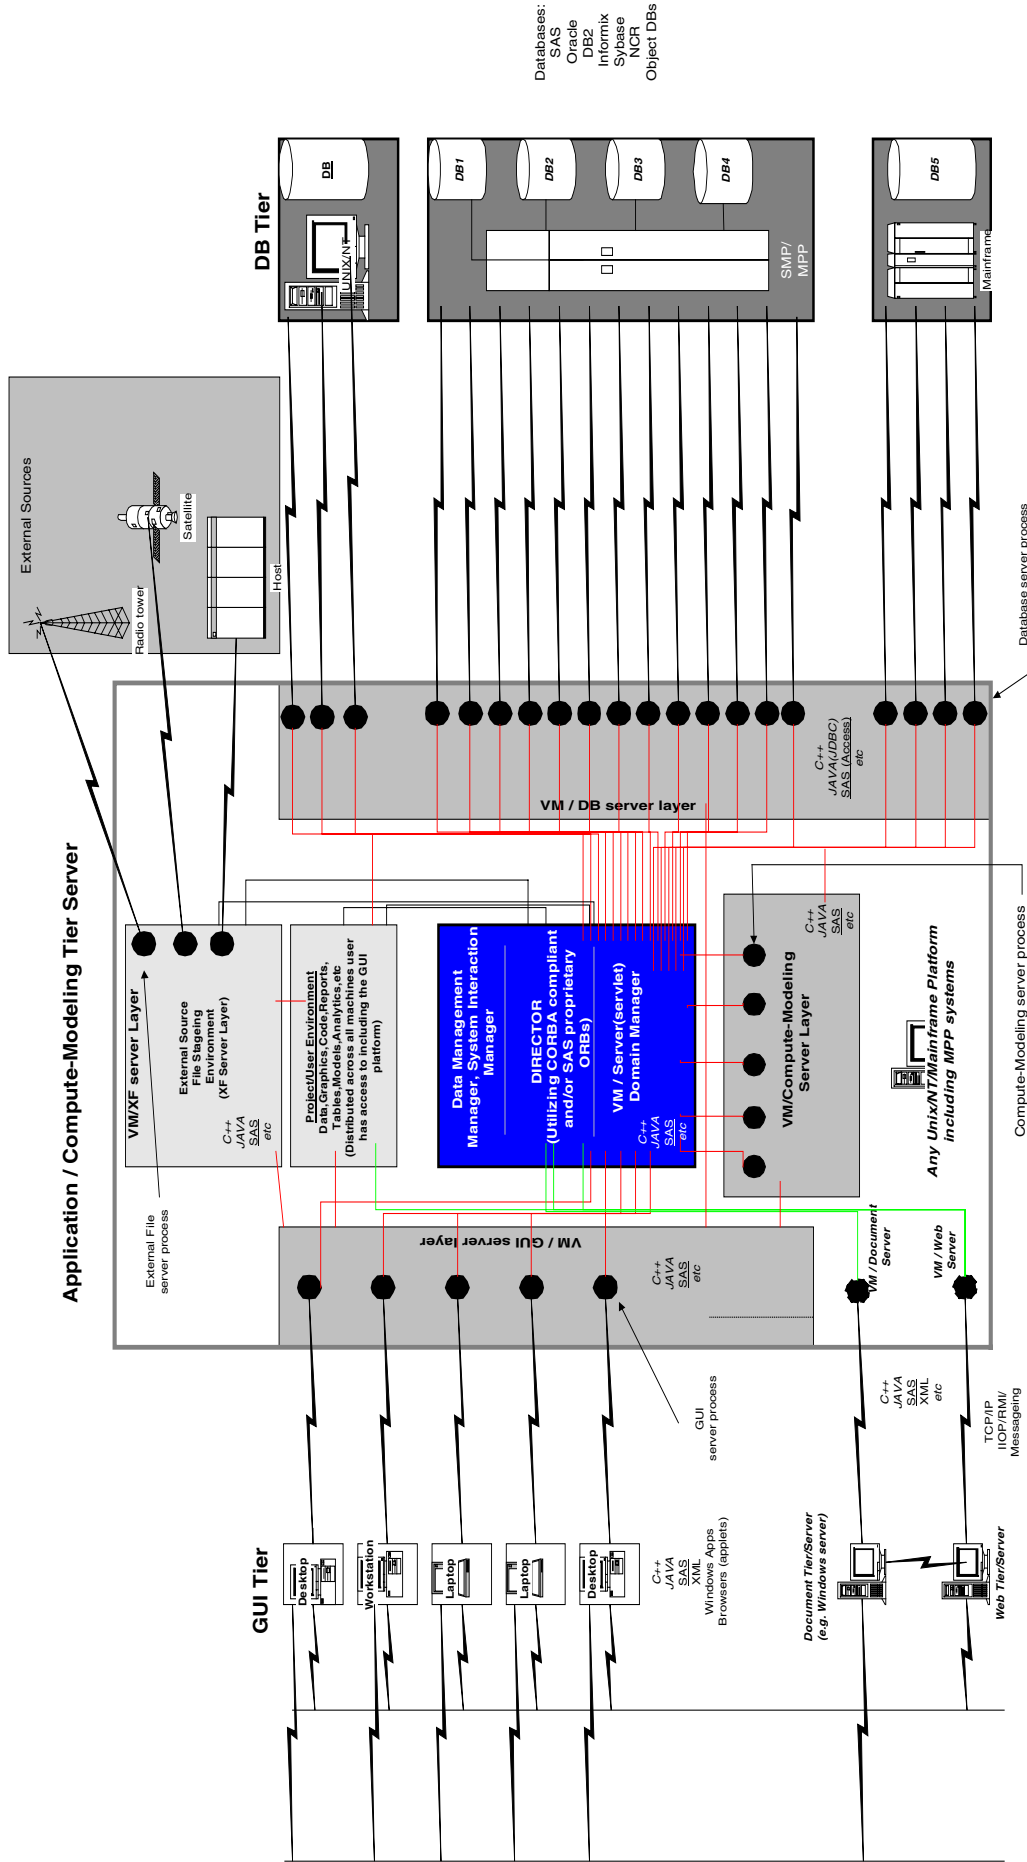 Databases:
SAS
Oracle
DB2
Informix
Sybase
NCR
Object DBs
DB Tier
DB
UNIX/NT
DB1
DB2
DB3
DB4
SMP/
MPP
DB5
Mainframe
External Sources
Radio tower
Satellite
Host
Database server process
Application / Compute-Modeling Tier Server
VM / DB server layer
C++
JAVA(JDBC)
SAS (Access)
etc
VM/XF server Layer
External Source
File Stageing
Environment
(XF Server Layer)
C++
JAVA
SAS
etc
Project/User Environment
Data,Graphics,Code,Reports,
Tables,Models,Analytics,etc
(Distributed across all machines user
has access to including the GUI
platform)
Data Management
Manager, System Interaction
Manager
DIRECTOR
(Utilizing CORBA compliant
and/or SAS proprietary
ORBs)
VM / Server(servlet)
Domain Manager
C++
JAVA
SAS
etc
VM/Compute-Modeling
Server Layer
C++
JAVA
SAS
etc
Any Unix/NT/Mainframe Platform
including MPP systems
Compute-Modeling server process
External File
server process
VM / GUI server layer
C++
JAVA
SAS
etc
VM / Document
Server
VM / Web
Server
GUI
server process
C++
JAVA
SAS
XML
etc
TCP/IP
IIOP/RMI/
Messageing
GUI Tier
Desktop
Workstation
Laptop
Laptop
Desktop
C++
JAVA
SAS
XML
Windows Apps
Browsers (applets)
Document Tier/Server
(e.g. Windows server)
Web Tier/Server